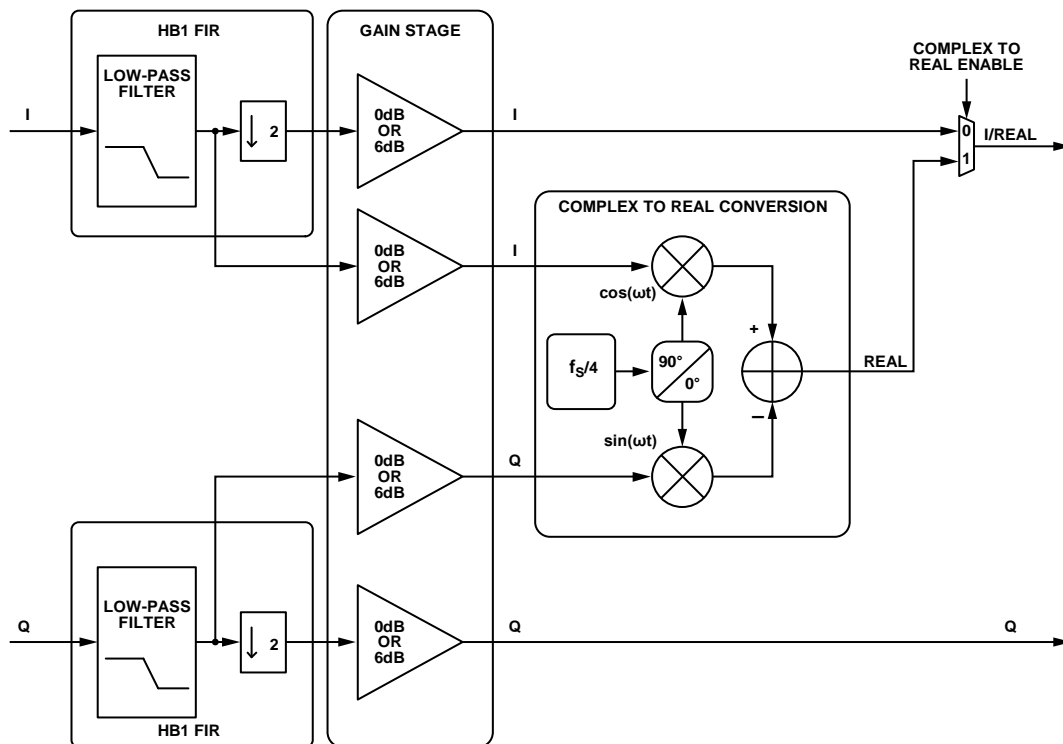 HB1 FIR
GAIN STAGE
COMPLEX TO
REAL ENABLE
LOW-PASS
FILTER
I
2
0dB
OR
6dB
I
0
1
I/REAL
COMPLEX TO REAL CONVERSION
0dB
OR
6dB
I
cos(ωt)
+
fS/4
90°
0°
REAL
–
sin(ωt)
0dB
OR
6dB
Q
LOW-PASS
FILTER
Q
2
0dB
OR
6dB
Q
Q
HB1 FIR